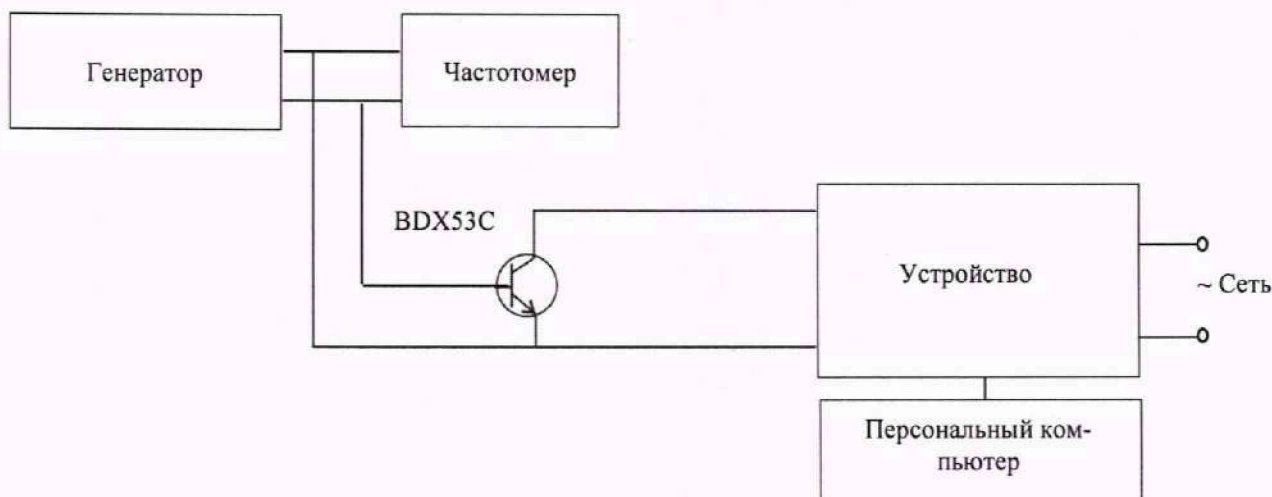 Генератор
Частотомер
BDX53C
Устройство
~ Сеть
Персональный ком-
пьютер